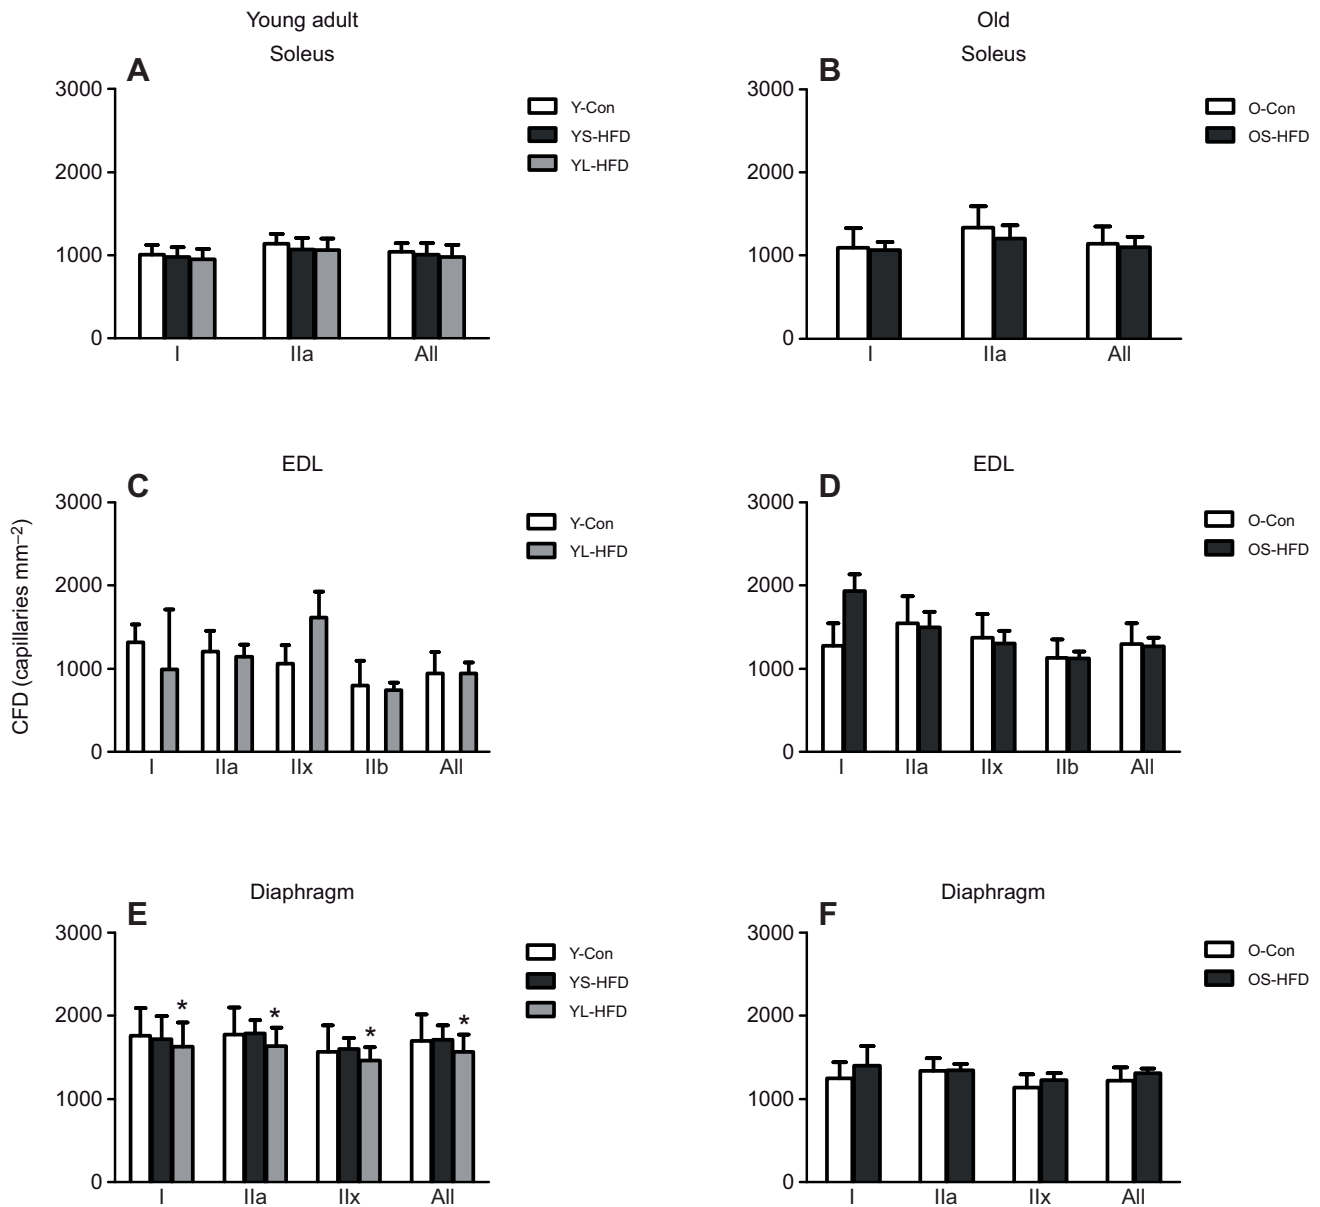 Young adult
Soleus
A
3000
2000
1000
0
I IIa All
Y-Con
YS-HFD
YL-HFD
Old
Soleus
B
3000
2000
1000
0
I IIa All
O-Con
OS-HFD
CFD (capillaries mm–2)
EDL
C
3000
2000
1000
0
I IIa IIx IIb All
Y-Con
YL-HFD
EDL
D
3000
2000
1000
0
I IIa IIx IIb All
O-Con
OS-HFD
Diaphragm
E
3000
2000
1000
0
* * * *
I IIa IIx All
Y-Con
YS-HFD
YL-HFD
Diaphragm
F
3000
2000
1000
0
I IIa IIx All
O-Con
OS-HFD